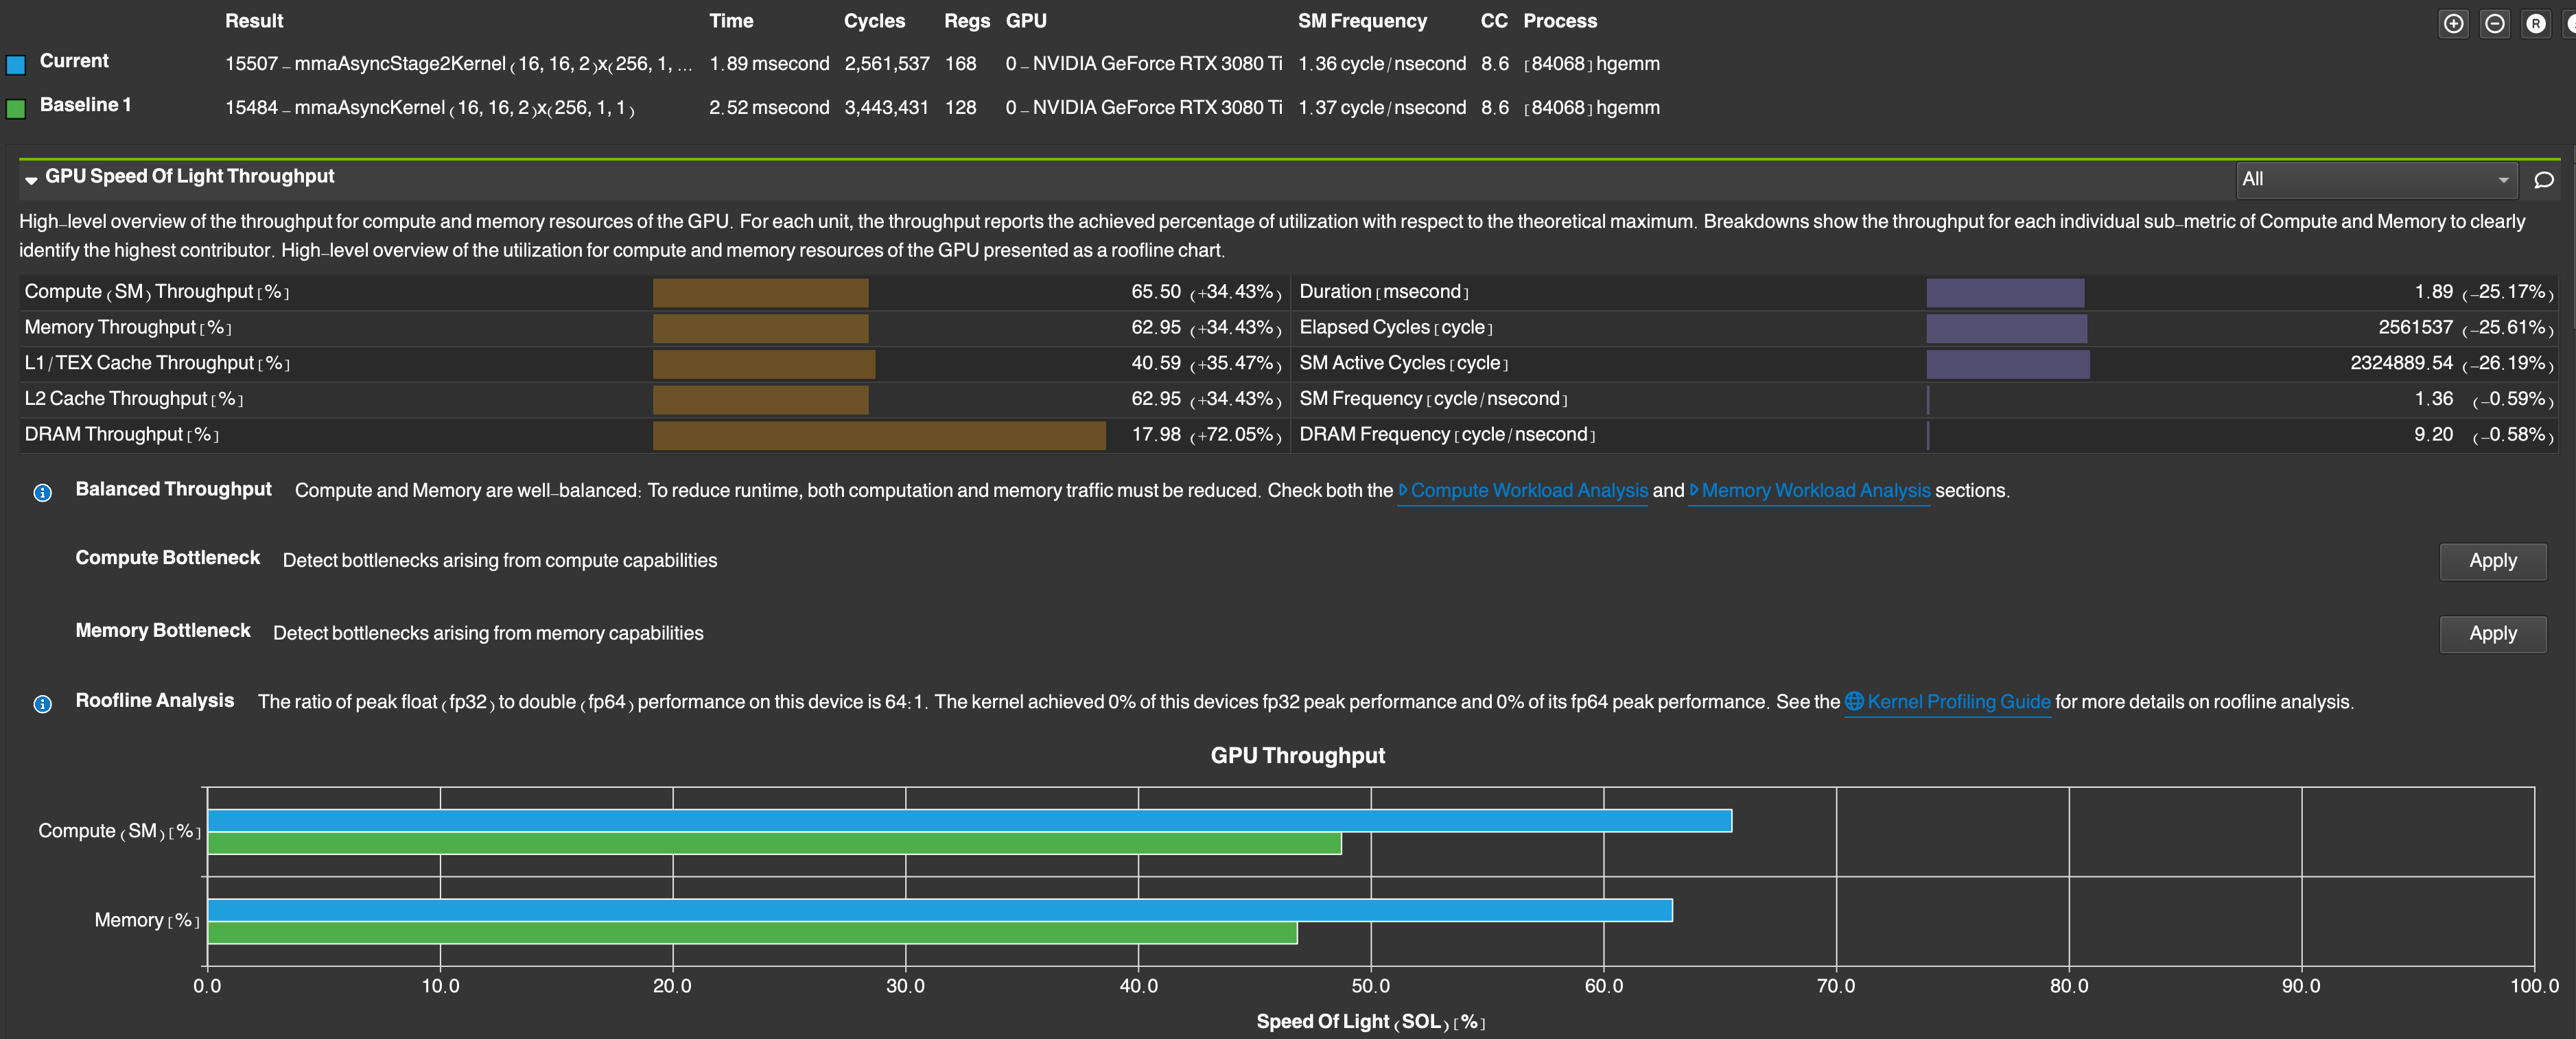 Result Time Cycles Regs GPU SM Frequency CC Process
Current 15507 - mmaAsyncStage2Kernel (16, 16, 2)x(256, 1, ... 1.89 msecond 2,561,537 168 0 - NVIDIA GeForce RTX 3080 Ti 1.36 cycle/nsecond 8.6 [84068] hgemm
Baseline 1 15484 - mmaAsyncKernel (16, 16, 2)x(256, 1, 1) 2.52 msecond 3,443,431 128 0 - NVIDIA GeForce RTX 3080 Ti 1.37 cycle/nsecond 8.6 [84068] hgemm
GPU Speed Of Light Throughput All
High-level overview of the throughput for compute and memory resources of the GPU. For each unit, the throughput reports the achieved percentage of utilization with respect to the theoretical maximum. Breakdowns show the throughput for each individual sub-metric of Compute and Memory to clearly
identify the highest contributor. High-level overview of the utilization for compute and memory resources of the GPU presented as a roofline chart.
Compute (SM) Throughput [%] 65.50 (+34.43%) Duration [msecond] 1.89 (-25.17%)
Memory Throughput [%] 62.95 (+34.43%) Elapsed Cycles [cycle] 2561537 (-25.61%)
L1/TEX Cache Throughput [%] 40.59 (+35.47%) SM Active Cycles [cycle] 2324889.54 (-26.19%)
L2 Cache Throughput [%] 62.95 (+34.43%) SM Frequency [cycle/nsecond] 1.36 (-0.59%)
DRAM Throughput [%] 17.98 (+72.05%) DRAM Frequency [cycle/nsecond] 9.20 (-0.58%)
Balanced Throughput Compute and Memory are well-balanced: To reduce runtime, both computation and memory traffic must be reduced. Check both the Compute Workload Analysis and Memory Workload Analysis sections.
Compute Bottleneck Detect bottlenecks arising from compute capabilities Apply
Memory Bottleneck Detect bottlenecks arising from memory capabilities Apply
Roofline Analysis The ratio of peak float (fp32) to double (fp64) performance on this device is 64:1. The kernel achieved 0% of this devices fp32 peak performance and 0% of its fp64 peak performance. See the Kernel Profiling Guide for more details on roofline analysis.
GPU Throughput
Compute (SM) [%]
Memory [%]
0.0 10.0 20.0 30.0 40.0 50.0 60.0 70.0 80.0 90.0 100.0
Speed Of Light (SOL) [%]